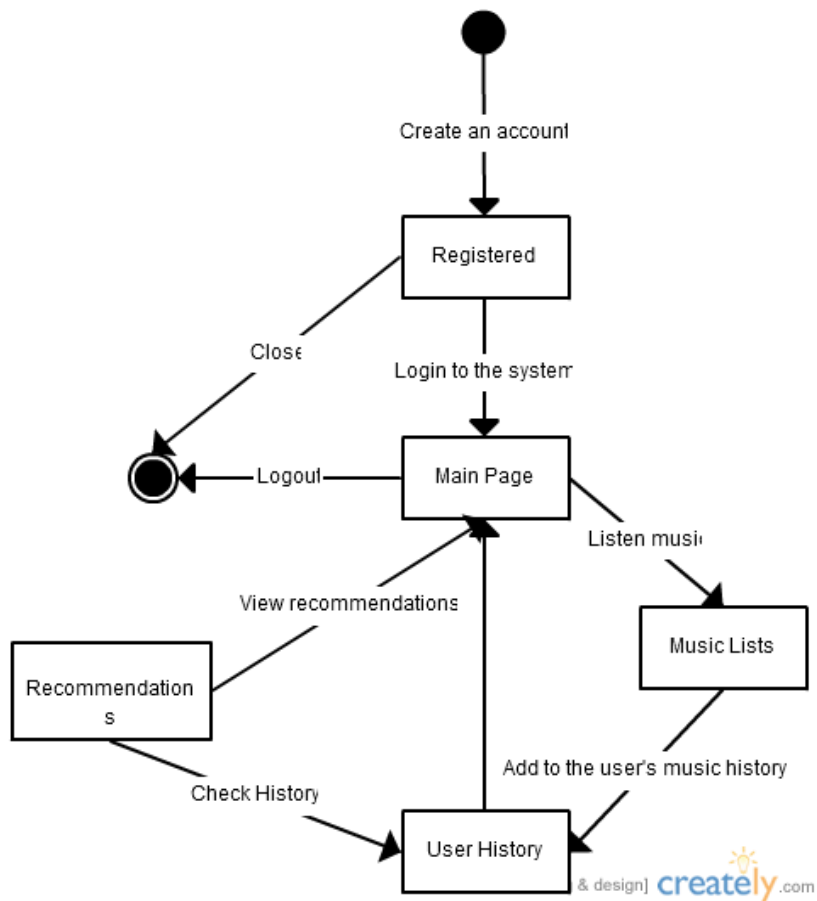 Create an account
Registered
Close
Login to the system
Logout
Main Page
Listen music
View recommendations
Music Lists
Recommendation
s
Check History
Add to the user's music history
User History
& design] creately.com